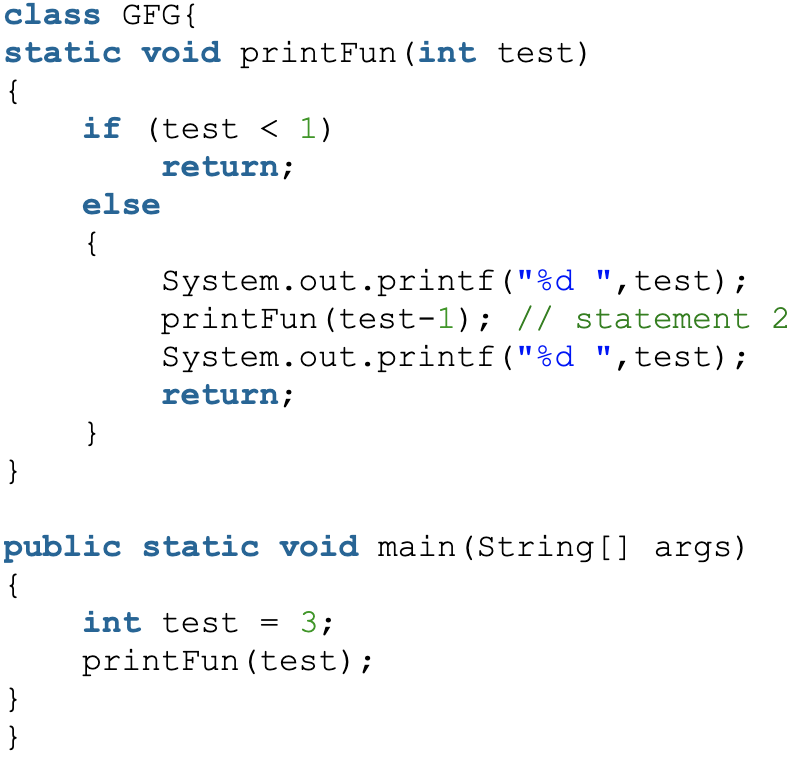 class GFG{
static void printFun(int test)
{
    if (test < 1)
        return;
    else
    {
        System.out.printf("%d ",test);
        printFun(test-1); // statement 2
        System.out.printf("%d ",test);
        return;
    }
}

public static void main(String[] args)
{
    int test = 3;
    printFun(test);
}
}